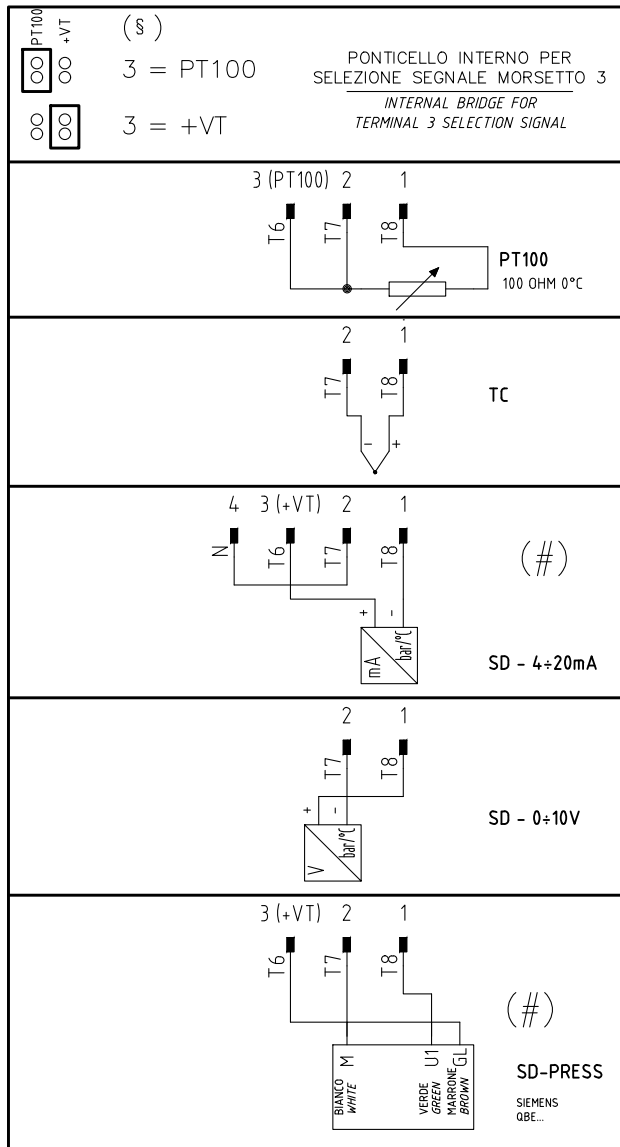 PT100
+VT
(§)
3 = PT100
3 = +VT
PONTICELLO INTERNO PER
SELEZIONE SEGNALE MORSETTO 3
INTERNAL BRIDGE FOR
TERMINAL 3 SELECTION SIGNAL
3 (PT100) 2 1
T6 T7 T8
PT100
100 OHM 0°C
2 1
T7 T8
TC
- +
4 3 (+VT) 2 1
N T6 T7 T8
(#)
+ -
mA bar/°C
SD - 4÷20mA
2 1
T7 T8
+ -
V bar/°C
SD - 0÷10V
3 (+VT) 2 1
T6 T7 T8
(#)
M U1 GL
BIANCO
WHITE
VERDE
GREEN
MARRONE
BROWN
SD-PRESS
SIEMENS
QBE...